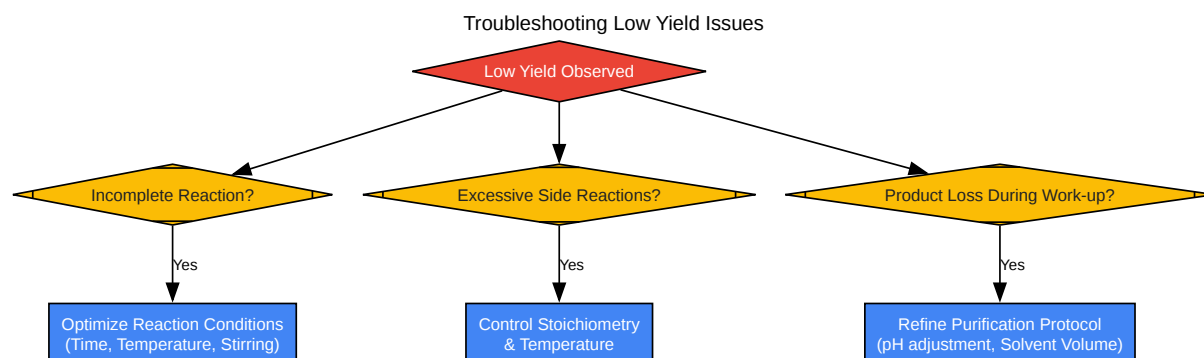 Troubleshooting Low Yield Issues
Low Yield Observed
Incomplete Reaction?
Excessive Side Reactions?
Product Loss During Work-up?
Yes
Yes
Yes
Optimize Reaction Conditions
(Time, Temperature, Stirring)
Control Stoichiometry
& Temperature
Refine Purification Protocol
(pH adjustment, Solvent Volume)